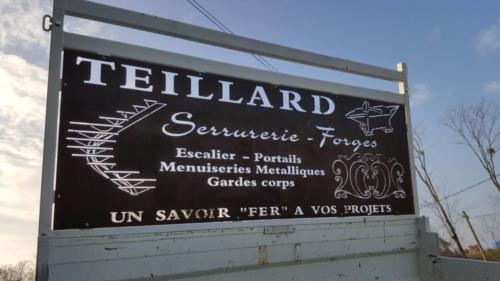 TEILLARD
Serrurerie - Forges
Escalier - Portails
Menuiseries Metalliques
Gardes corps
UN SAVOIR "FER" A VOS PROJETS